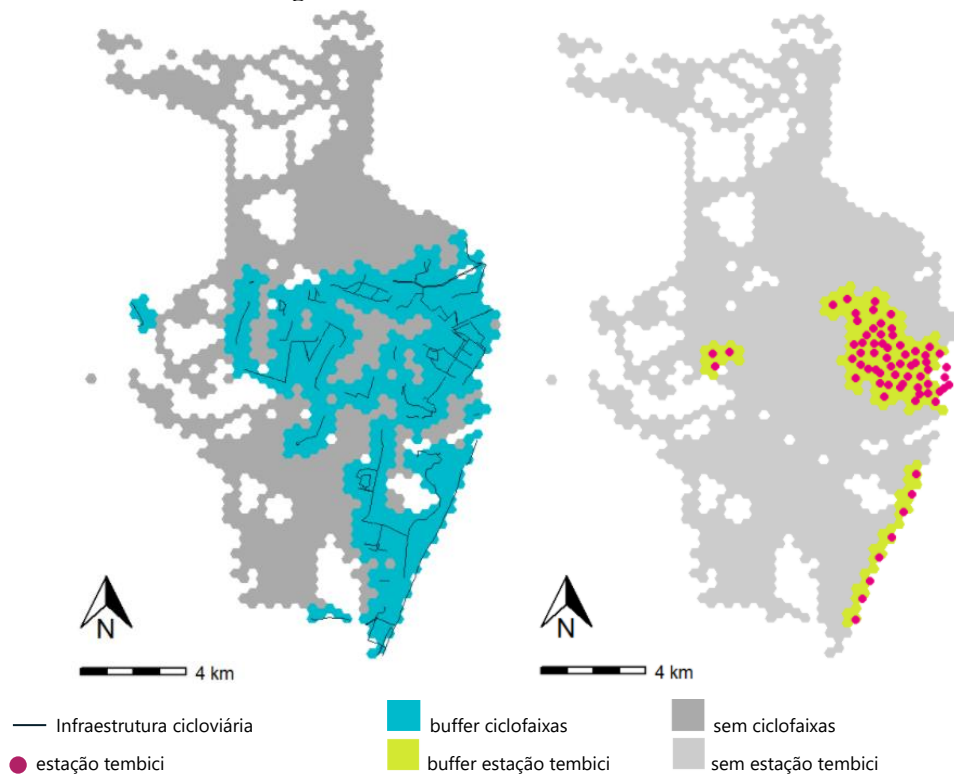 N
4 km
N
4 km
Infraestrutura cicloviária
buffer ciclofaixas
sem ciclofaixas
estação tembici
buffer estação tembici
sem estação tembici